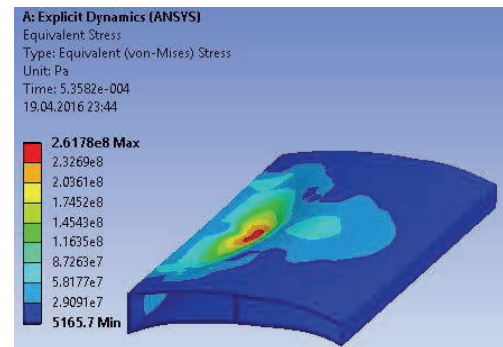 A: Explicit Dynamics (ANSYS)
Equivalent Stress
Type: Equivalent (von-Mises) Stress
Unit: Pa
Time: 5.3582e-004
19.04.2016 23:44
2.6178e8 Max
2.3269e8
2.0361e8
1.7452e8
1.4543e8
1.1635e8
8.7263e7
5.8177e7
2.9091e7
5165.7 Min